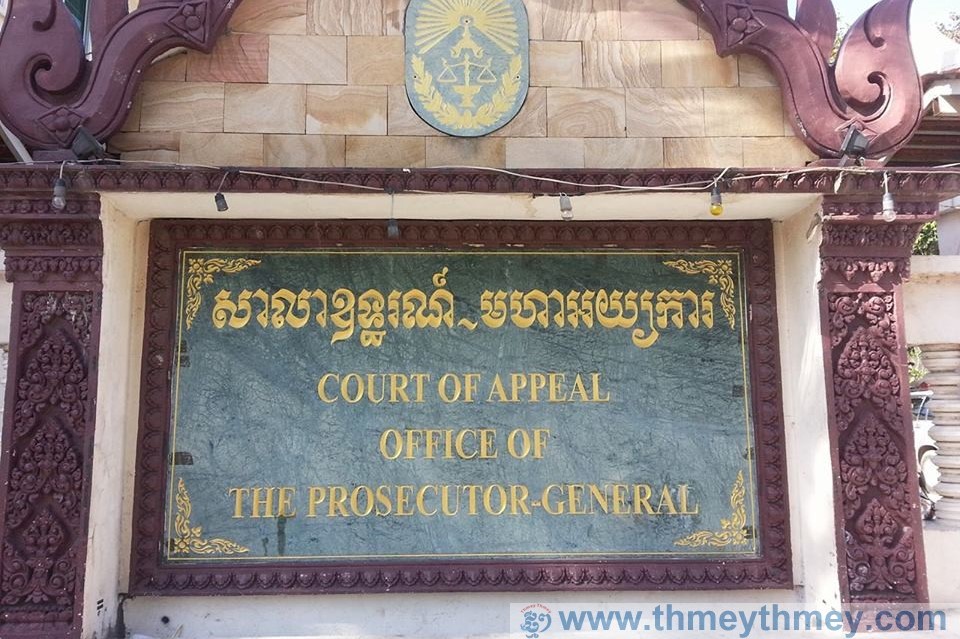 សាលាឧទ្ធរណ៍~មហាអយ្យការ
COURT OF APPEAL
OFFICE OF
THE PROSECUTOR-GENERAL
www.thmeythmey.com